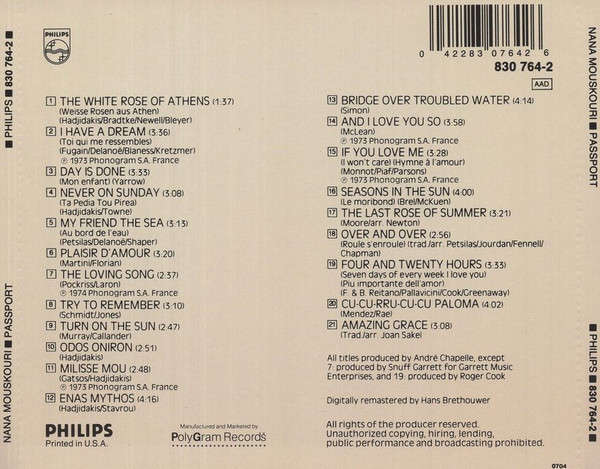 NANA MOUSKOURI ■ PASSPORT ■ PHILIPS ■ 830 764-2 ■
PHILIPS
1 THE WHITE ROSE OF ATHENS (1:37)
(Weisse Rosen aus Athen)
(Hadjidakis/Bradtke/Newell/Bleyer)
2 I HAVE A DREAM (3:36)
(Toi qui me ressembles)
(Fugain/Delanoë/Blaness/Kretzmer)
℗ 1973 Phonogram S.A. France
3 DAY IS DONE (3:33)
(Mon enfant) (Yarrow)
4 NEVER ON SUNDAY (3:08)
(Ta Pedia Tou Pirea)
(Hadjidakis/Towne)
5 MY FRIEND THE SEA (3:13)
(Au bord de l'eau)
(Petsilas/Delanoë/Shaper)
6 PLAISIR D'AMOUR (3:20)
(Martini/Florian)
7 THE LOVING SONG (2:37)
(Pockriss/Laron)
℗ 1974 Phonogram S.A. France
8 TRY TO REMEMBER (3:10)
(Schmidt/Jones)
9 TURN ON THE SUN (2:47)
(Murray/Callander)
10 ODOS ONIRON (2:51)
(Hadjidakis)
11 MILISSE MOU (2:48)
(Gatsos/Hadjidakis)
℗ 1973 Phonogram S.A. France
12 ENAS MYTHOS (4:16)
(Hadjidakis/Stavrou)
PHILIPS
Printed in U.S.A.
Manufactured and Marketed by
PolyGram Records
0 42283 07642 6
830 764-2
AAD
13 BRIDGE OVER TROUBLED WATER (4:14)
(Simon)
14 AND I LOVE YOU SO (3:58)
(McLean)
℗ 1973 Phonogram S.A. France
15 IF YOU LOVE ME (3:28)
(I won't care) (Hymne à l'amour)
(Monnot/Piaf/Parsons)
16 SEASONS IN THE SUN (4:00)
(Le moribond) (Brel/McKuen)
17 THE LAST ROSE OF SUMMER (3:21)
(Moore/arr. Newton)
18 OVER AND OVER (2:56)
(Roule s'enroule) (trad./arr. Petsilas/Jourdan/Fennell/
Chapman)
19 FOUR AND TWENTY HOURS (3:33)
(Seven days of every week I love you)
(Piu importante dell'amor)
(F. & B. Reitano/Pallavicini/Cook/Greenaway)
20 CU-CU-RRU-CU-CU PALOMA (4:02)
(Mendez/Rae)
21 AMAZING GRACE (3:08)
(Trad./arr: Joan Sakel)
All titles produced by André Chapelle, except
7: produced by Snuff Garrett for Garrett Music
Enterprises, and 19: produced by Roger Cook
Digitally remastered by Hans Brethouwer
All rights of the producer reserved.
Unauthorized copying, hiring, lending,
public performance and broadcasting prohibited.
0704
NANA MOUSKOURI ■ PASSPORT ■ PHILIPS ■ 830 764-2 ■